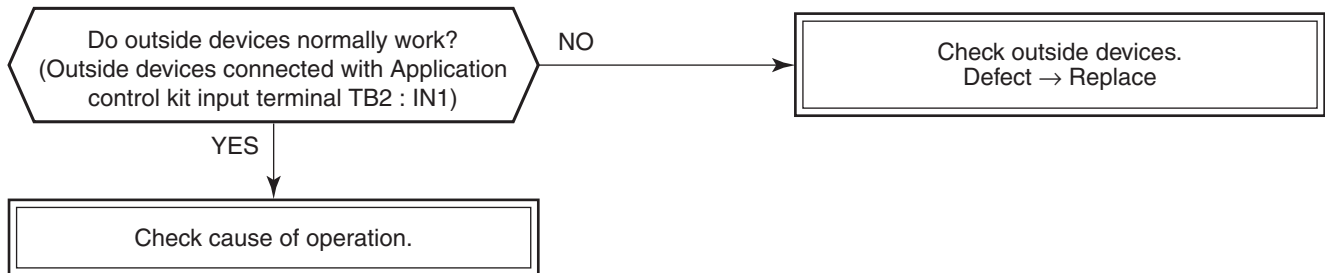 Do outside devices normally work?
(Outside devices connected with Application
control kit input terminal TB2 : IN1)
NO
Check outside devices.
Defect → Replace
YES
Check cause of operation.